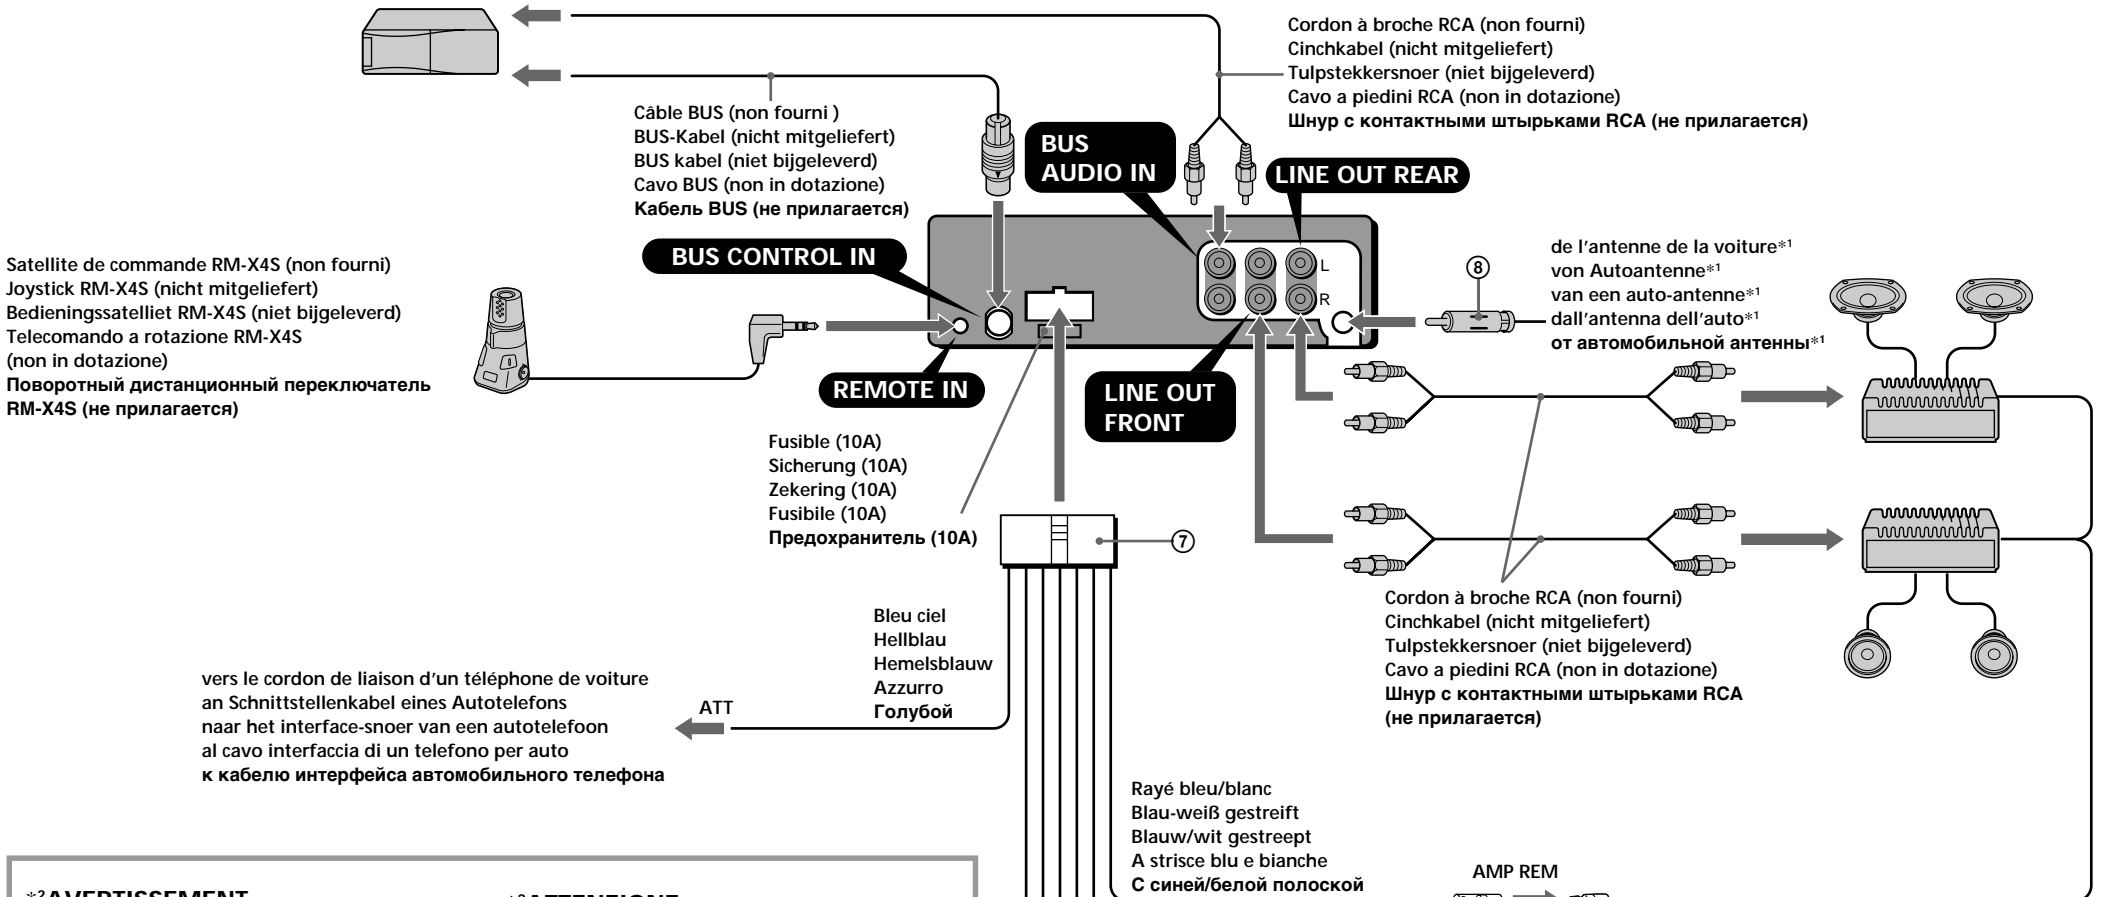 Cordon à broche RCA (non fourni)
Cinchkabel (nicht mitgeliefert)
Tulpstekkersnoer (niet bijgeleverd)
Cavo a piedini RCA (non in dotazione)
Шнур с контактными штырьками RCA (не прилагается)
Câble BUS (non fourni )
BUS-Kabel (nicht mitgeliefert)
BUS kabel (niet bijgeleverd)
Cavo BUS (non in dotazione)
Кабель BUS (не прилагается)
BUS
AUDIO IN
LINE OUT REAR
BUS CONTROL IN
L
R
Satellite de commande RM-X4S (non fourni)
Joystick RM-X4S (nicht mitgeliefert)
Bedieningssatelliet RM-X4S (niet bijgeleverd)
Telecomando a rotazione RM-X4S
(non in dotazione)
Поворотный дистанционный переключатель
RM-X4S (не прилагается)
⑧
de l'antenne de la voiture*1
von Autoantenne*1
van een auto-antenne*1
dall'antenna dell'auto*1
от автомобильной антенны*1
REMOTE IN
LINE OUT
FRONT
Fusible (10A)
Sicherung (10A)
Zekering (10A)
Fusibile (10A)
Предохранитель (10А)
⑦
Cordon à broche RCA (non fourni)
Cinchkabel (nicht mitgeliefert)
Tulpstekkersnoer (niet bijgeleverd)
Cavo a piedini RCA (non in dotazione)
Шнур с контактными штырьками RCA
(не прилагается)
Bleu ciel
Hellblau
Hemelsblauw
Azzurro
Голубой
ATT
vers le cordon de liaison d'un téléphone de voiture
an Schnittstellenkabel eines Autotelefons
naar het interface-snoer van een autotelefoon
al cavo interfaccia di un telefono per auto
к кабелю интерфейса автомобильного телефона
Rayé bleu/blanc
Blau-weiß gestreift
Blauw/wit gestreept
A strisce blu e bianche
С синей/белой полоской
AMP REM
*2AVERTISSEMENT
*2ATTENZIONE